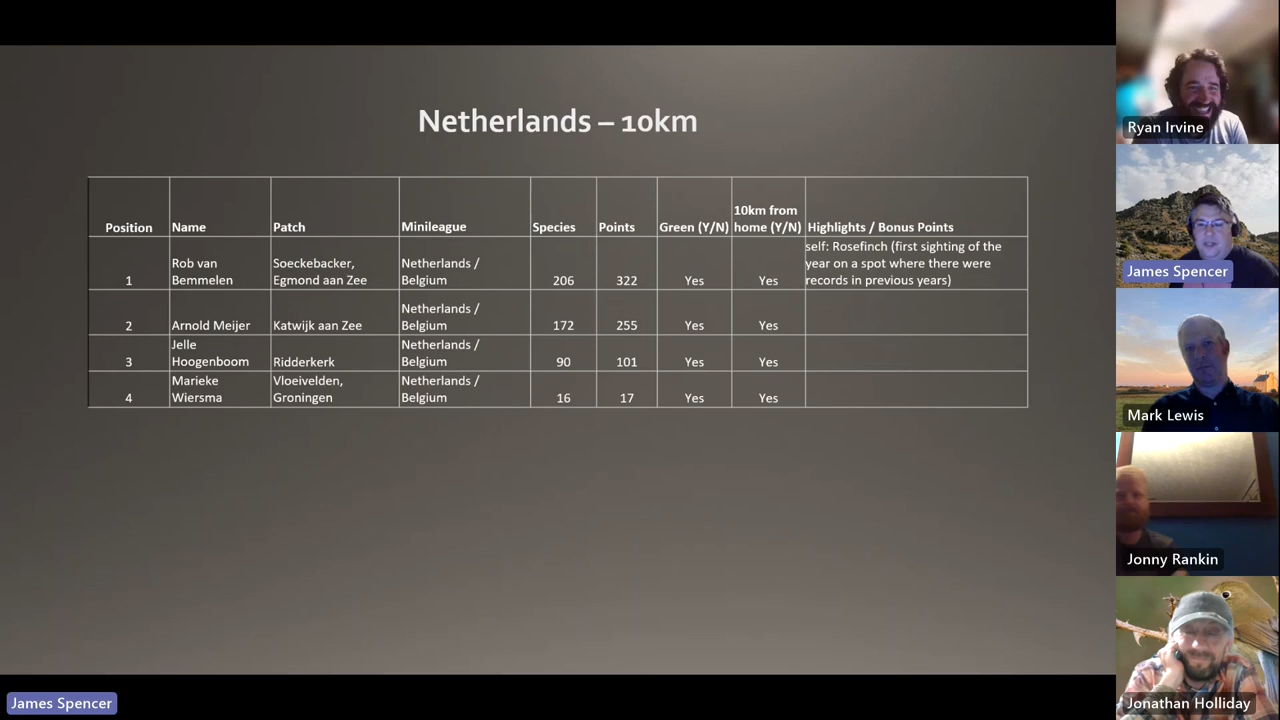 Netherlands – 10km
Position Name Patch Minileague Species Points Green (Y/N) 10km from home (Y/N) Highlights / Bonus Points
1 Rob van Bemmelen Soeckebacker, Egmond aan Zee Netherlands / Belgium 206 322 Yes Yes self: Rosefinch (first sighting of the year on a spot where there were records in previous years)
2 Arnold Meijer Katwijk aan Zee Netherlands / Belgium 172 255 Yes Yes
3 Jelle Hoogenboom Ridderkerk Netherlands / Belgium 90 101 Yes Yes
4 Marieke Wiersma Vloeivelden, Groningen Netherlands / Belgium 16 17 Yes Yes
Ryan Irvine
James Spencer
Mark Lewis
Jonny Rankin
Jonathan Holliday
James Spencer